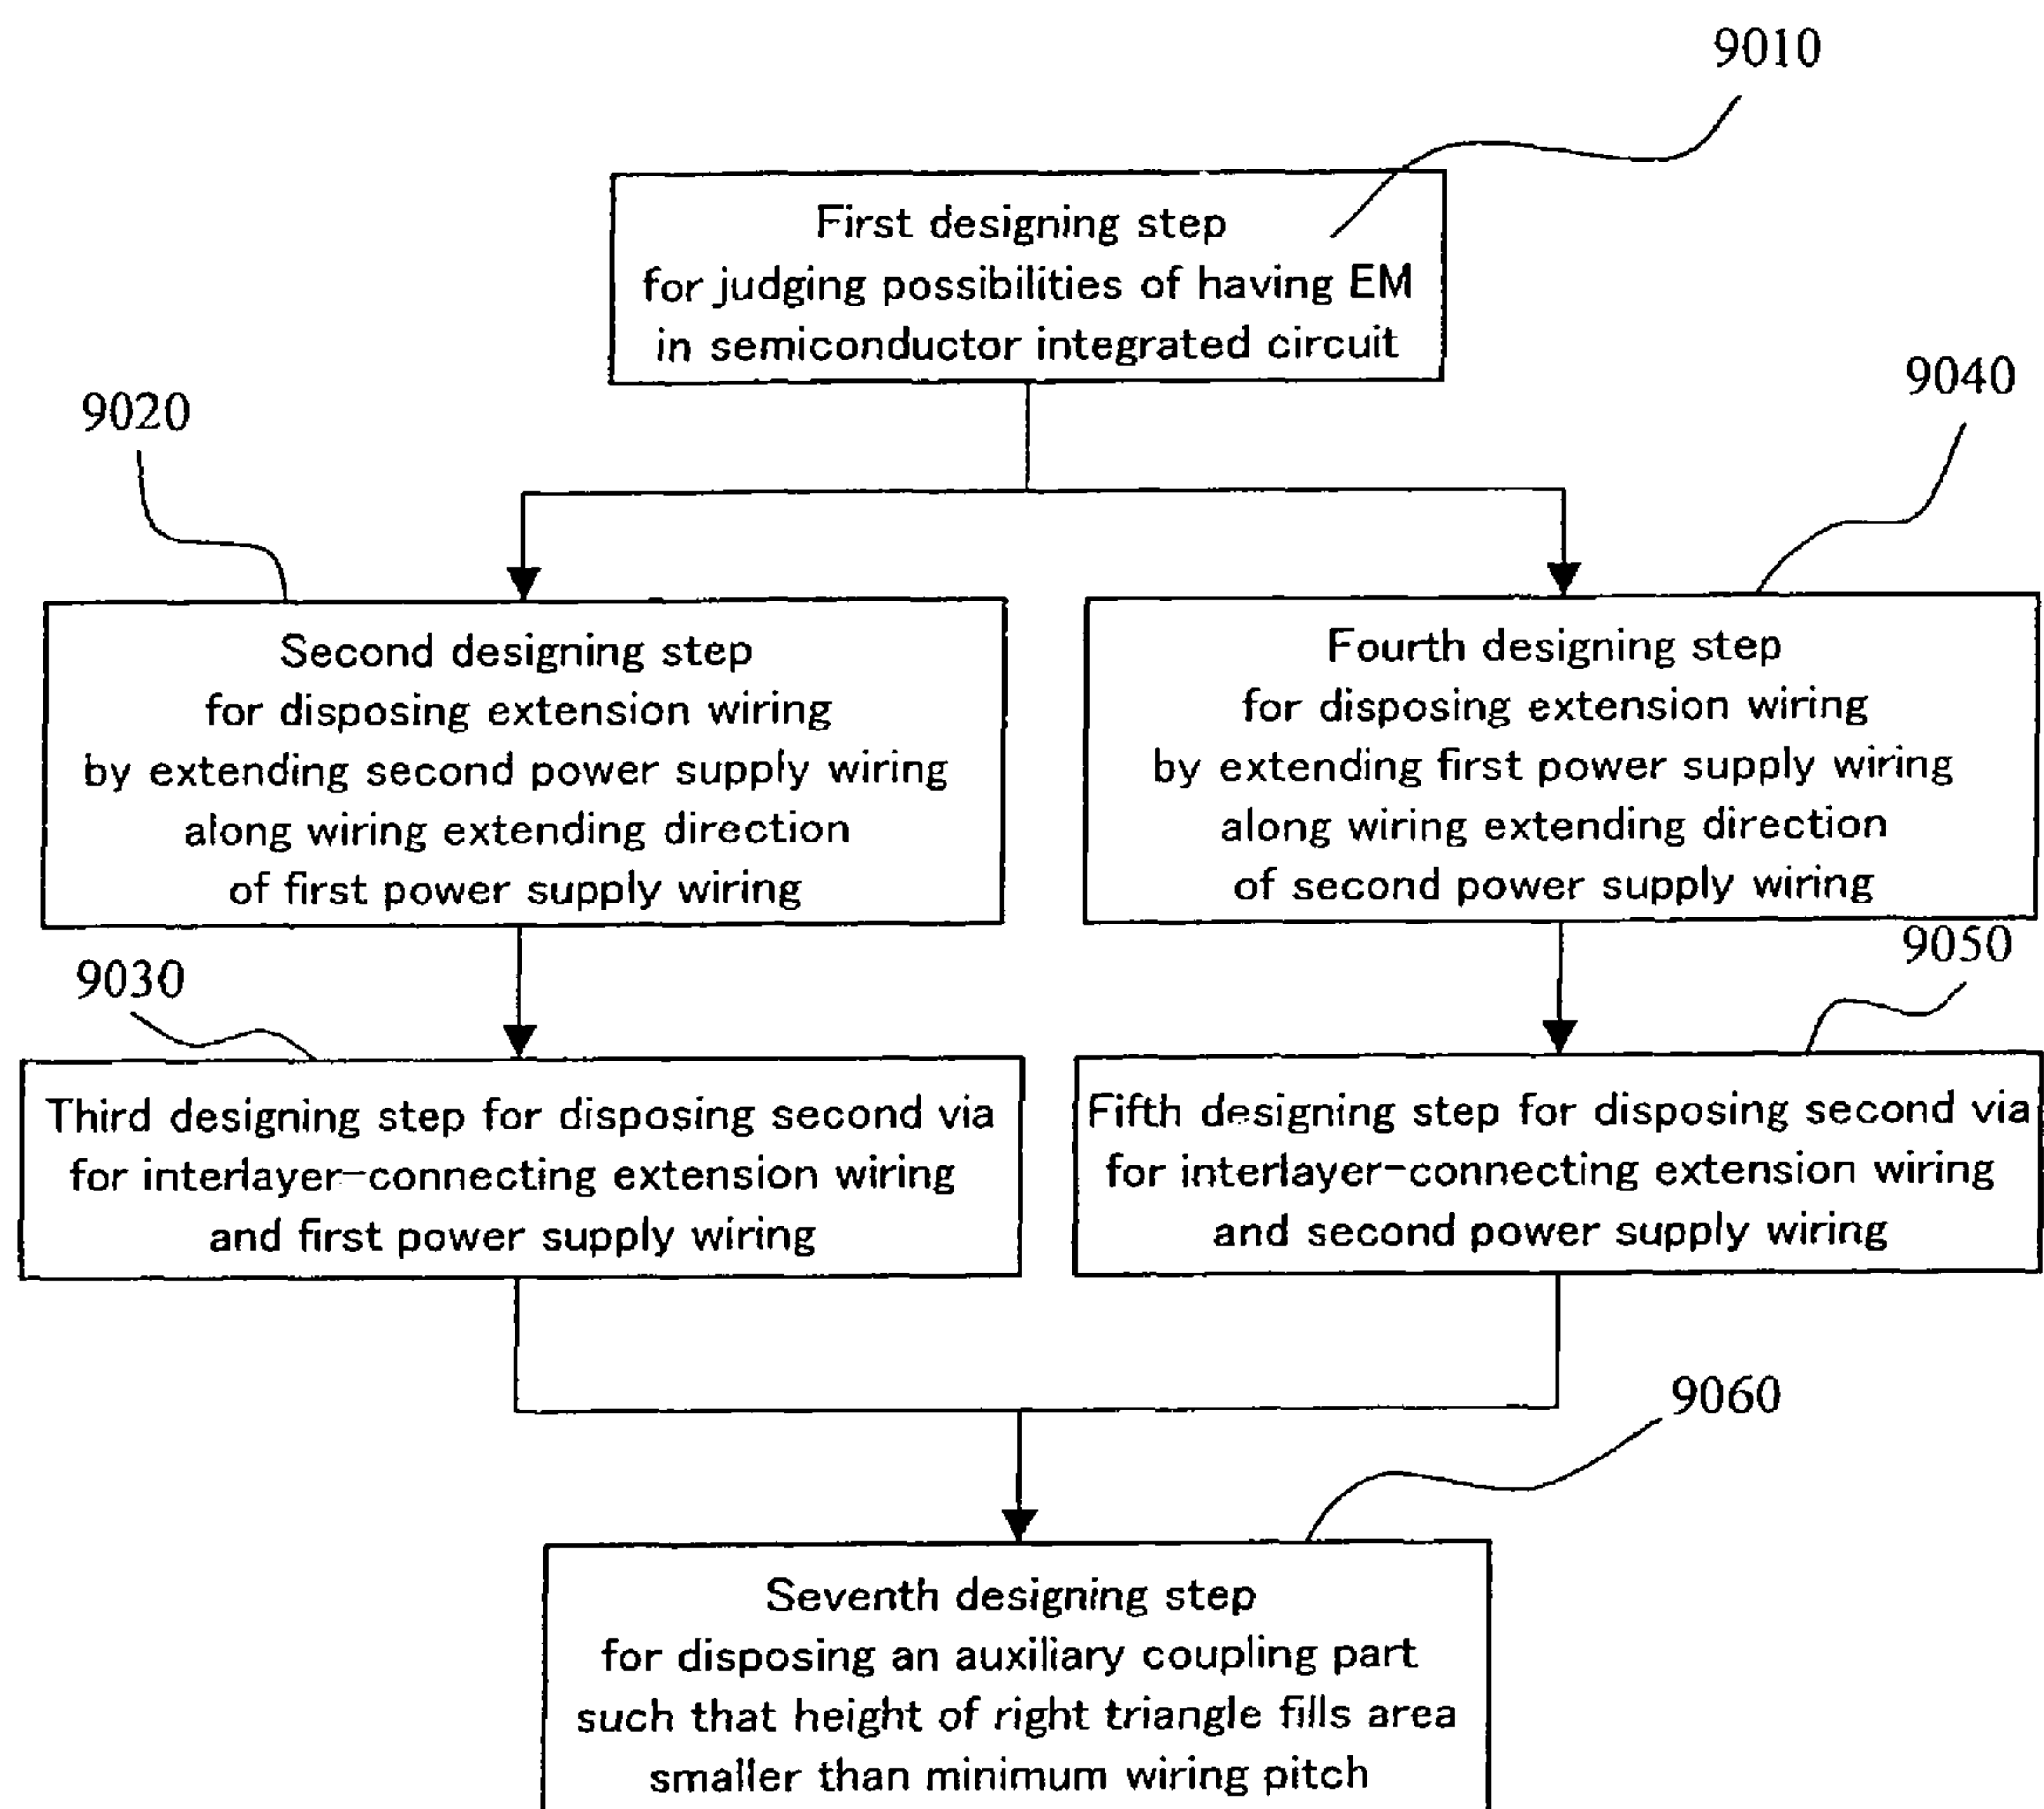 9010
First designing step
for judging possibilities of having EM
in semiconductor integrated circuit
9020
9040
Second designing step
for disposing extension wiring
by extending second power supply wiring
along wiring extending direction
of first power supply wiring
Fourth designing step
for disposing extension wiring
by extending first power supply wiring
along wiring extending direction
of second power supply wiring
9030
9050
Third designing step for disposing second via
for interlayer-connecting extension wiring
and first power supply wiring
Fifth designing step for disposing second via
for interlayer-connecting extension wiring
and second power supply wiring
9060
Seventh designing step
for disposing an auxiliary coupling part
such that height of right triangle fills area
smaller than minimum wiring pitch